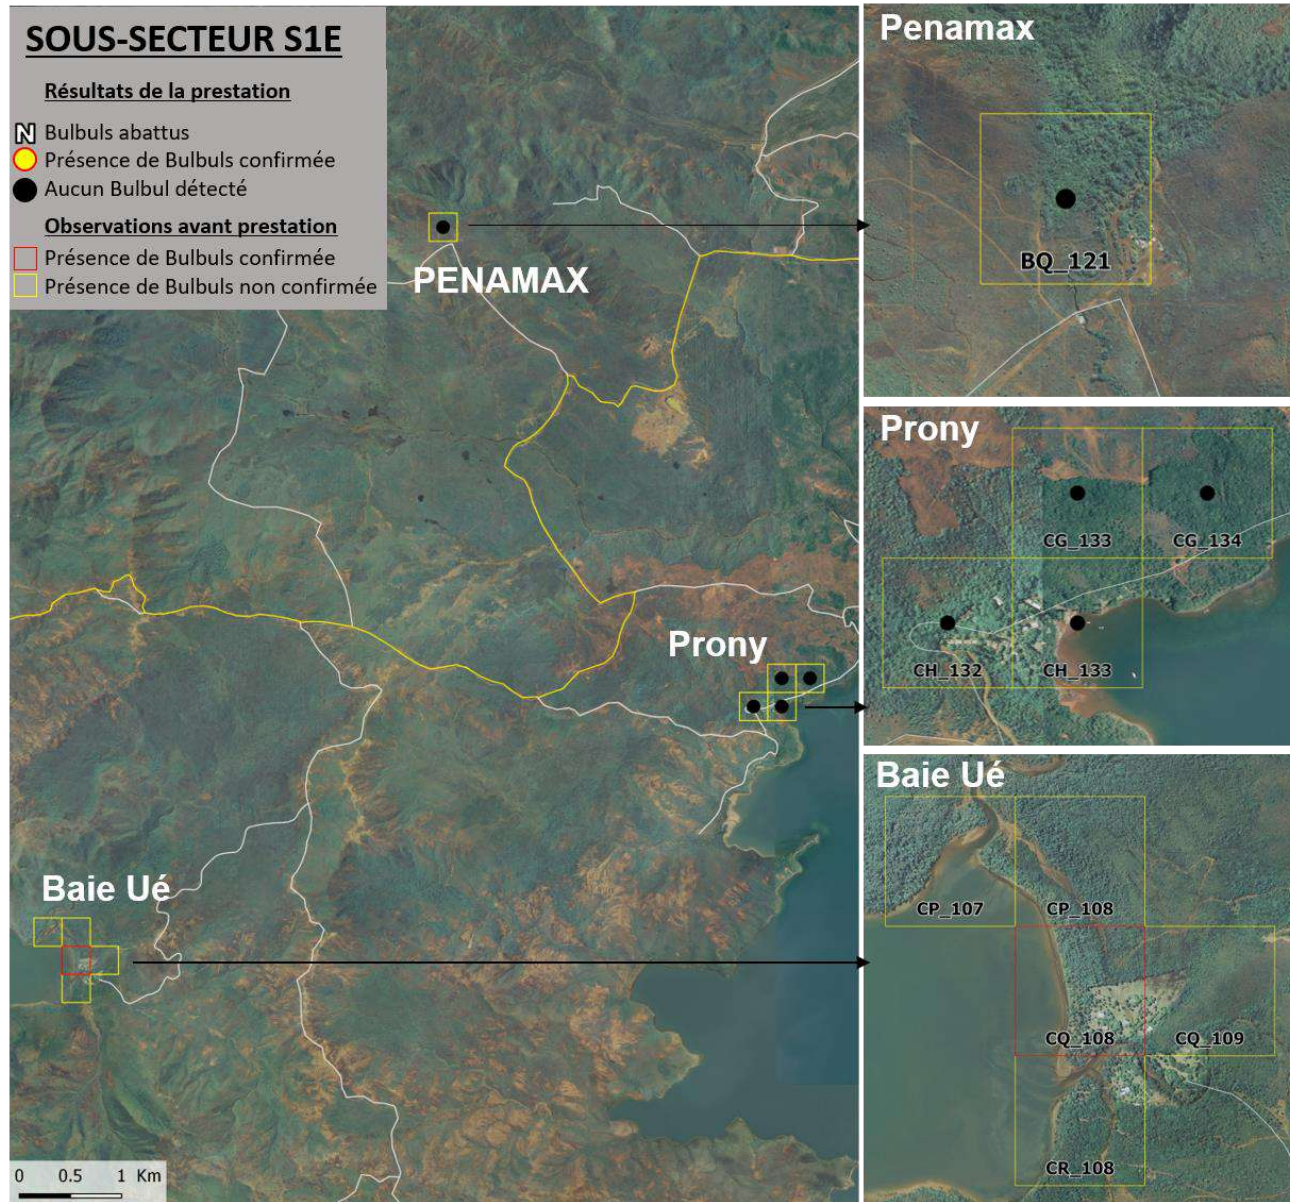 SOUS-SECTEUR S1E
Résultats de la prestation
N Bulbuls abattus
Présence de Bulbuls confirmée
Aucun Bulbul détecté
Observations avant prestation
Présence de Bulbuls confirmée
Présence de Bulbuls non confirmée
PENAMAX
Prony
Baie Ué
0 0.5 1 Km
Penamax
BQ_121
Prony
CG_133 CG_134
CH_132 CH_133
Baie Ué
CP_107 CP_108
CQ_108 CQ_109
CR_108